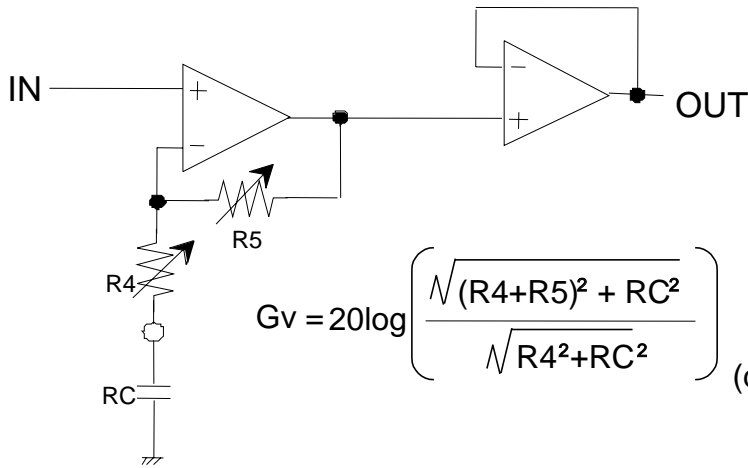 IN
+
−
−
+
OUT
R5
R4
Gv = 20log ( √(R4+R5)² + RC² / √R4²+RC² )
(
RC